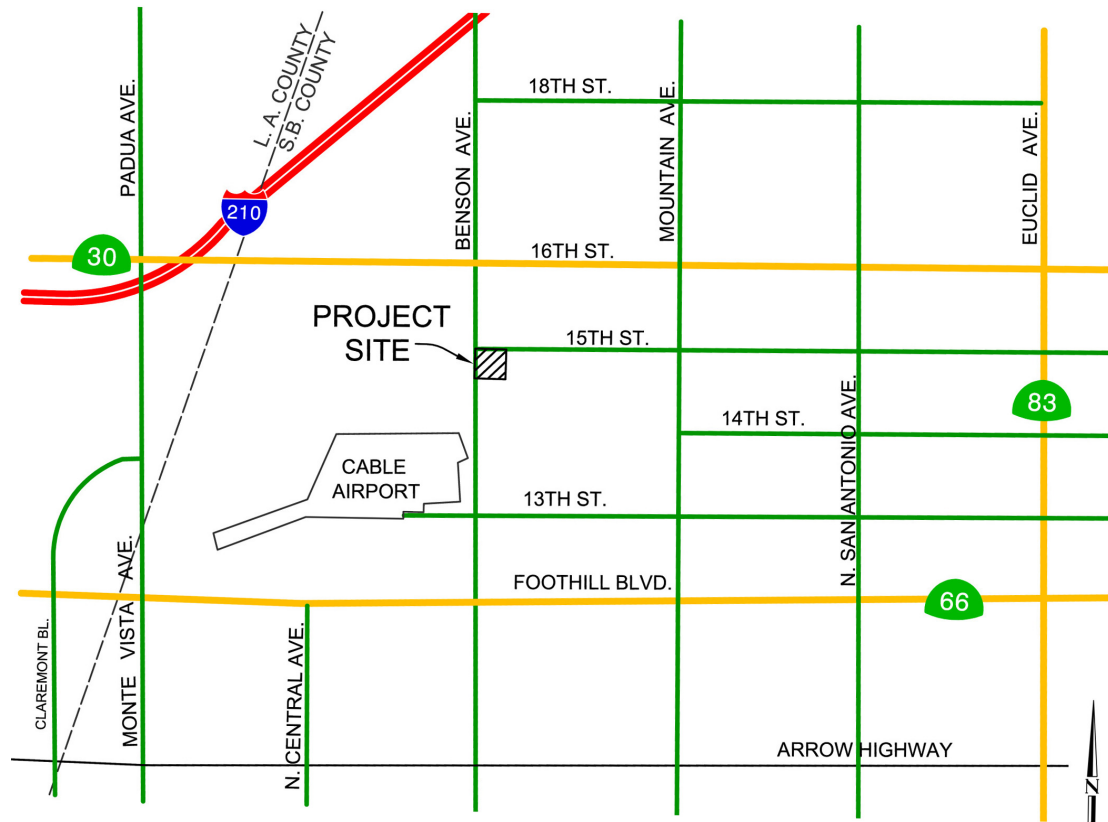 L. A. COUNTY
S.B. COUNTY
PADUA AVE.
18TH ST.
BENSON AVE.
MOUNTAIN AVE.
EUCLID AVE.
210
30
16TH ST.
PROJECT
SITE
15TH ST.
83
14TH ST.
N. SAN ANTONIO AVE.
CABLE
AIRPORT
13TH ST.
FOOTHILL BLVD.
66
CLAREMONT BL.
MONTE VISTA AVE.
N. CENTRAL AVE.
ARROW HIGHWAY
N